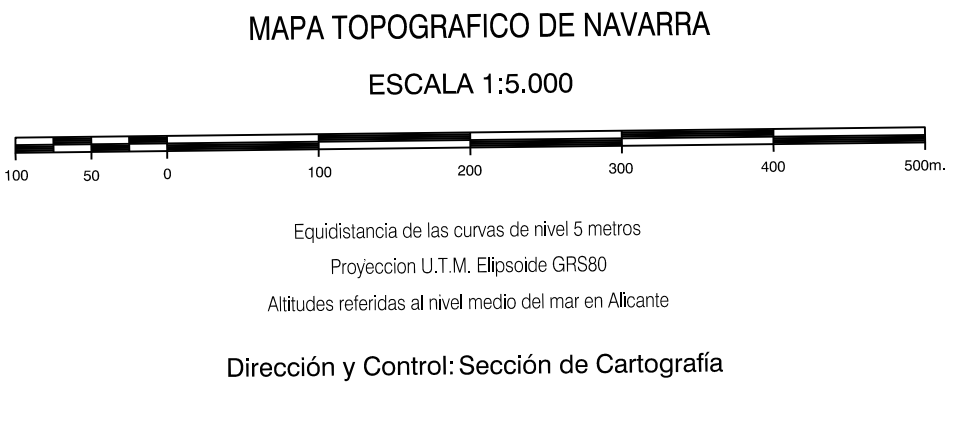 MAPA TOPOGRAFICO DE NAVARRA
ESCALA 1:5.000
100 50 0 100 200 300 400 500m.
Equidistancia de las curvas de nivel 5 metros
Proyeccion U.T.M. Elipsoide GRS80
Altitudes referidas al nivel medio del mar en Alicante
Dirección y Control: Sección de Cartografía